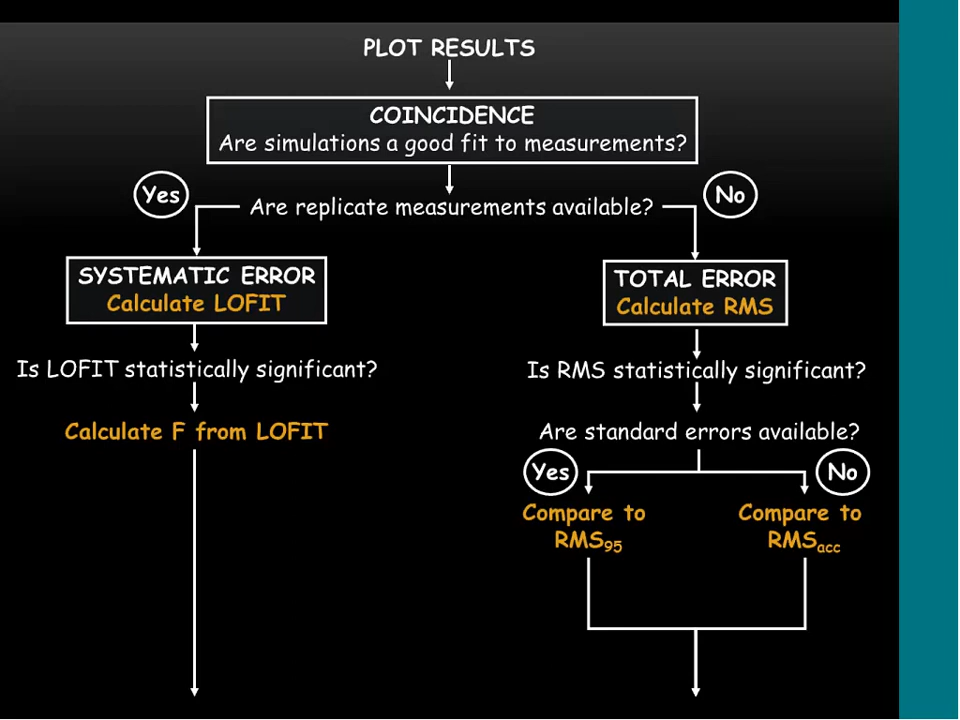 PLOT RESULTS
COINCIDENCE
Are simulations a good fit to measurements?
Yes
No
Are replicate measurements available?
SYSTEMATIC ERROR
Calculate LOFIT
TOTAL ERROR
Calculate RMS
Is LOFIT statistically significant?
Is RMS statistically significant?
Calculate F from LOFIT
Are standard errors available?
Yes
No
Compare to
RMS95
Compare to
RMSacc